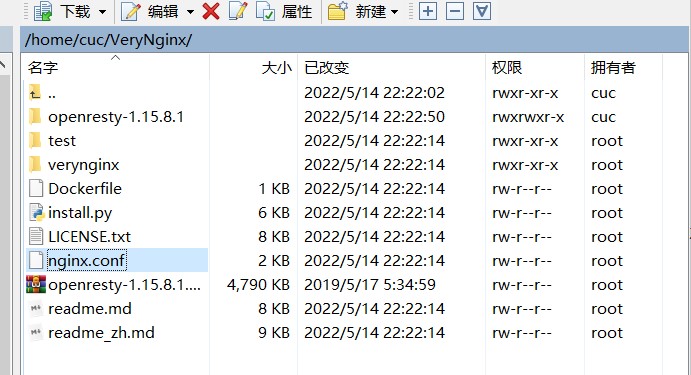 下载 编辑 属性 新建
/home/cuc/VeryNginx/
名字 大小 已改变 权限 拥有者
.. 2022/5/14 22:22:02 rwxr-xr-x cuc
openresty-1.15.8.1 2022/5/14 22:22:50 rwxrwxr-x cuc
test 2022/5/14 22:22:14 rwxr-xr-x root
verynginx 2022/5/14 22:22:14 rwxr-xr-x root
Dockerfile 1 KB 2022/5/14 22:22:14 rw-r--r-- root
install.py 6 KB 2022/5/14 22:22:14 rw-r--r-- root
LICENSE.txt 8 KB 2022/5/14 22:22:14 rw-r--r-- root
nginx.conf 2 KB 2022/5/14 22:22:14 rw-r--r-- root
openresty-1.15.8.1.... 4,790 KB 2019/5/17 5:34:59 rw-r--r-- root
readme.md 8 KB 2022/5/14 22:22:14 rw-r--r-- root
readme_zh.md 9 KB 2022/5/14 22:22:14 rw-r--r-- root